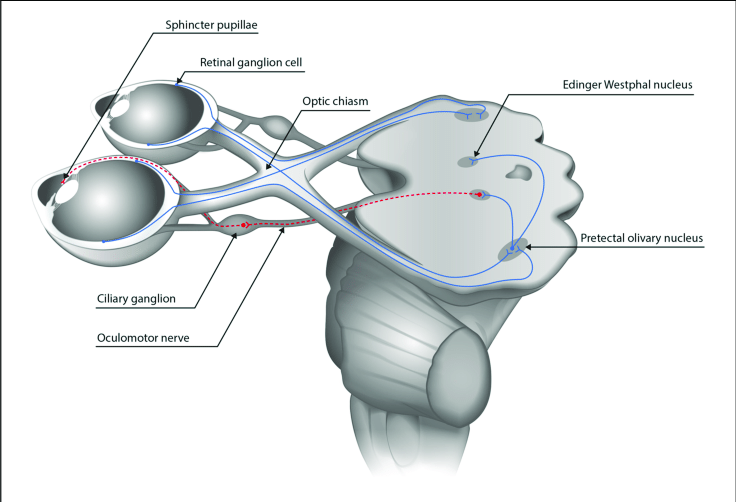 Sphincter pupillae
Retinal ganglion cell
Optic chiasm
Edinger Westphal nucleus
Pretectal olivary nucleus
Ciliary ganglion
Oculomotor nerve